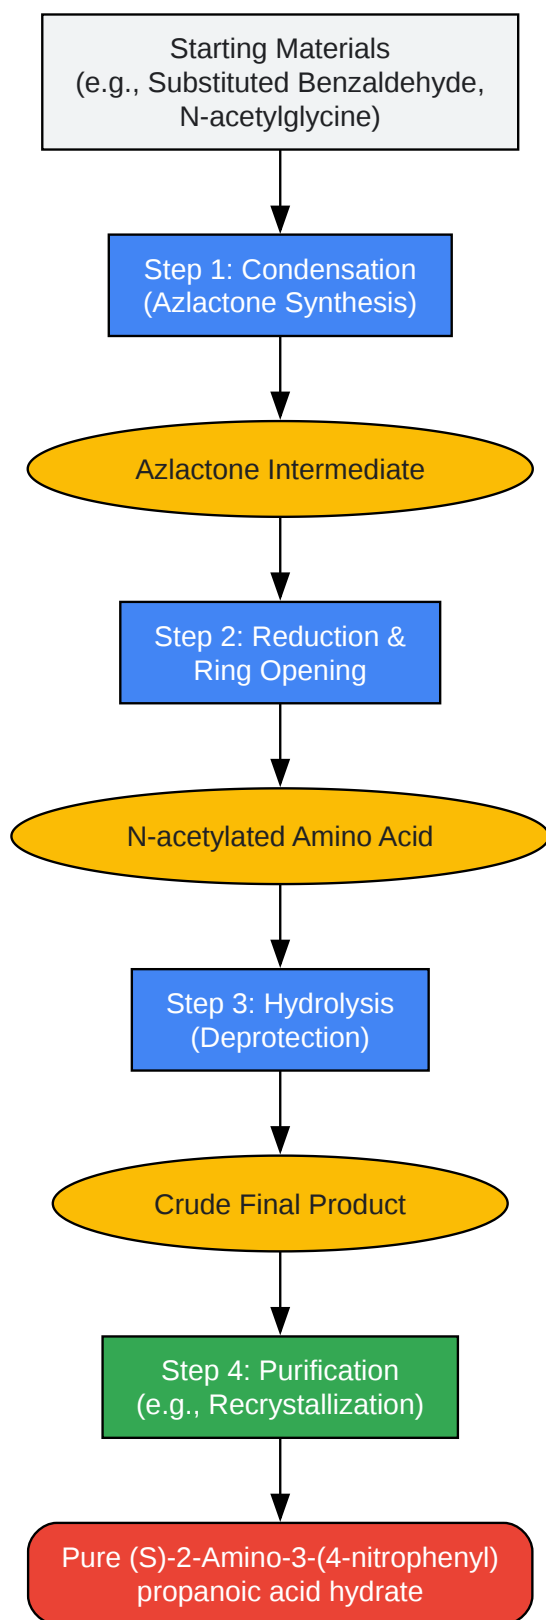 Starting Materials
(e.g., Substituted Benzaldehyde,
N-acetylglycine)
Step 1: Condensation
(Azlactone Synthesis)
Azlactone Intermediate
Step 2: Reduction &
Ring Opening
N-acetylated Amino Acid
Step 3: Hydrolysis
(Deprotection)
Crude Final Product
Step 4: Purification
(e.g., Recrystallization)
Pure (S)-2-Amino-3-(4-nitrophenyl)
propanoic acid hydrate